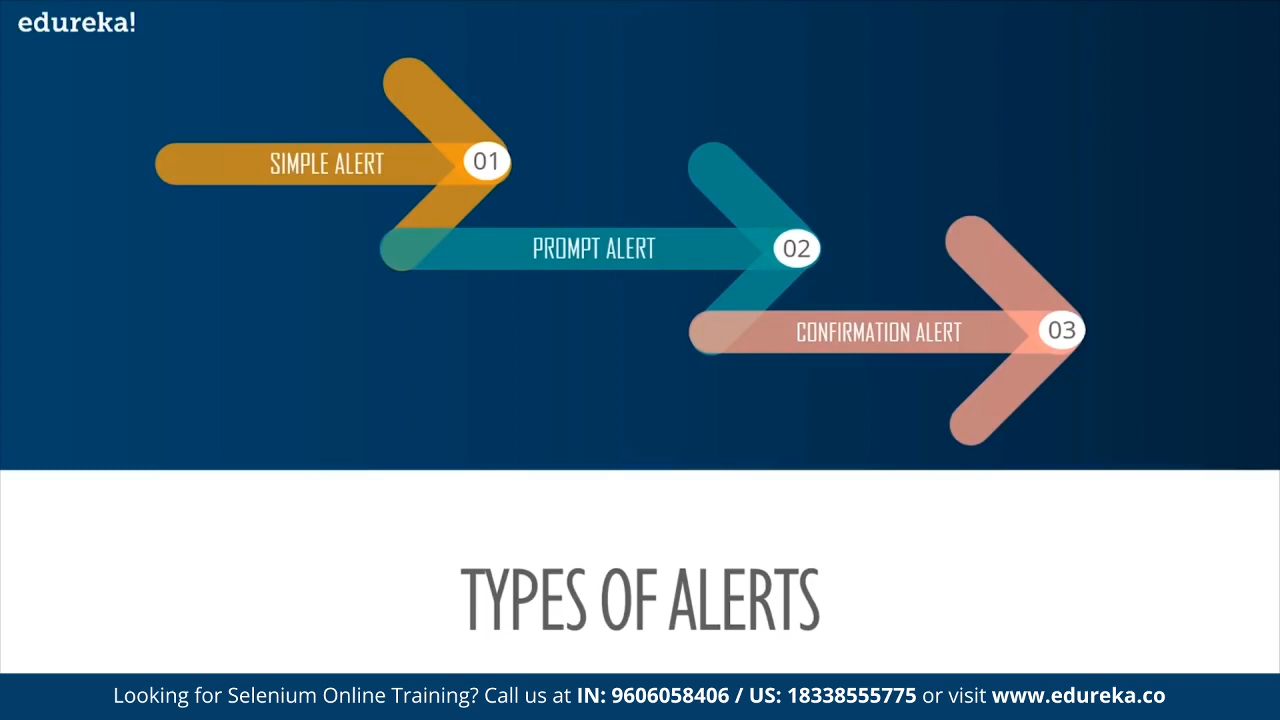 edureka!
SIMPLE ALERT
01
PROMPT ALERT
02
CONFIRMATION ALERT
03
TYPES OF ALERTS
Looking for Selenium Online Training? Call us at IN: 9606058406 / US: 18338555775 or visit www.edureka.co